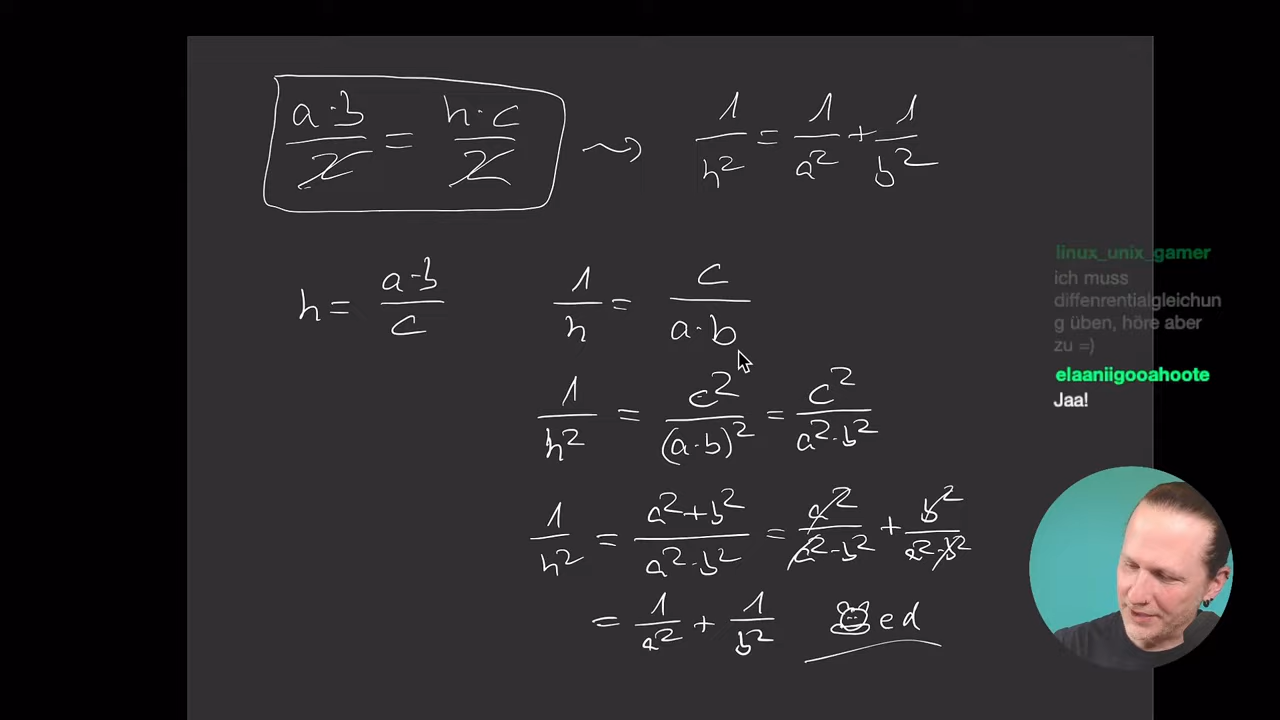 a·b/2 = h·c/2 ⇝ 1/h² = 1/a² + 1/b²
h = a·b/c
1/h = c/a·b
1/h² = c²/(a·b)² = c²/a²·b²
1/h² = a²+b²/a²·b² = a²/a²·b² + b²/a²·b²
= 1/a² + 1/b² ed
linux_unix_gamer
ich muss
diffenrentialgleichun
g üben, höre aber
zu =)
elaaniigooahoote
Jaa!